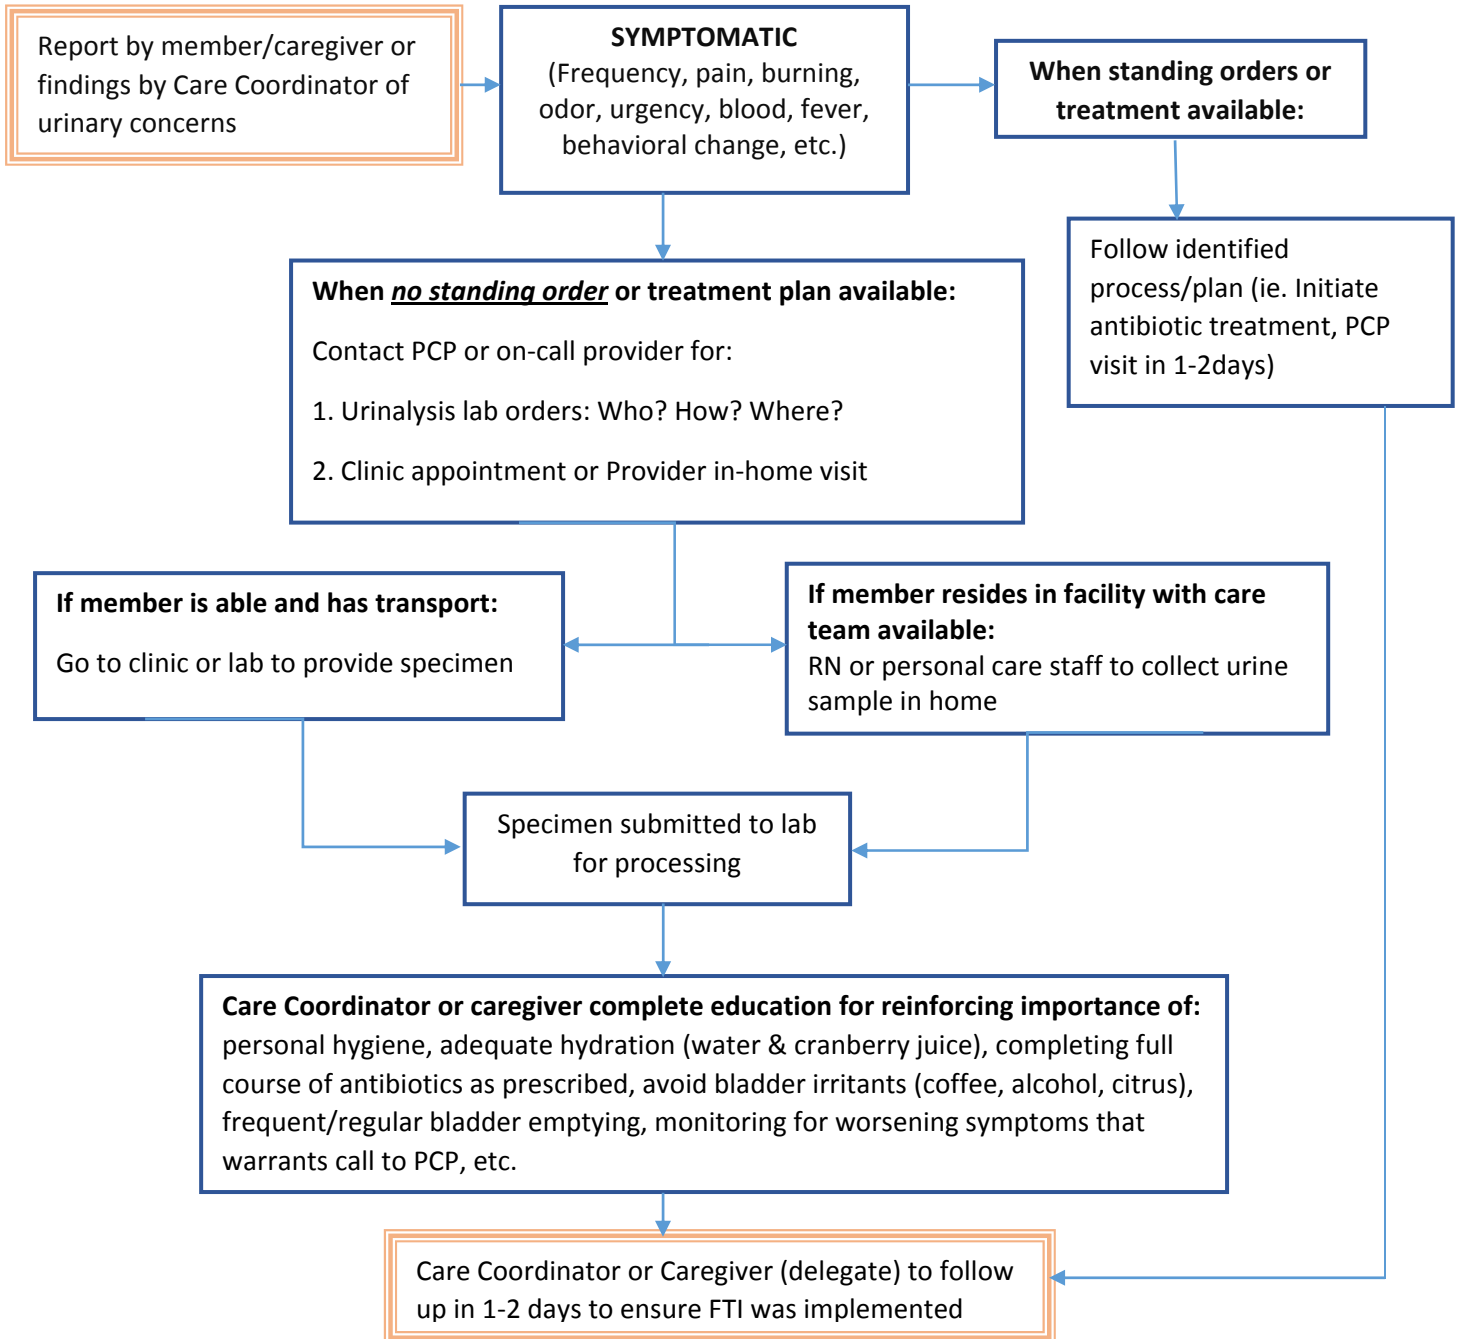 Report by member/caregiver or
findings by Care Coordinator of
urinary concerns
SYMPTOMATIC
(Frequency, pain, burning,
odor, urgency, blood, fever,
behavioral change, etc.)
When standing orders or
treatment available:
Follow identified
process/plan (ie. Initiate
antibiotic treatment, PCP
visit in 1-2days)
When no standing order or treatment plan available:
Contact PCP or on-call provider for:
1. Urinalysis lab orders: Who? How? Where?
2. Clinic appointment or Provider in-home visit
If member is able and has transport:
Go to clinic or lab to provide specimen
If member resides in facility with care
team available:
RN or personal care staff to collect urine
sample in home
Specimen submitted to lab
for processing
Care Coordinator or caregiver complete education for reinforcing importance of:
personal hygiene, adequate hydration (water & cranberry juice), completing full
course of antibiotics as prescribed, avoid bladder irritants (coffee, alcohol, citrus),
frequent/regular bladder emptying, monitoring for worsening symptoms that
warrants call to PCP, etc.
Care Coordinator or Caregiver (delegate) to follow
up in 1-2 days to ensure FTI was implemented